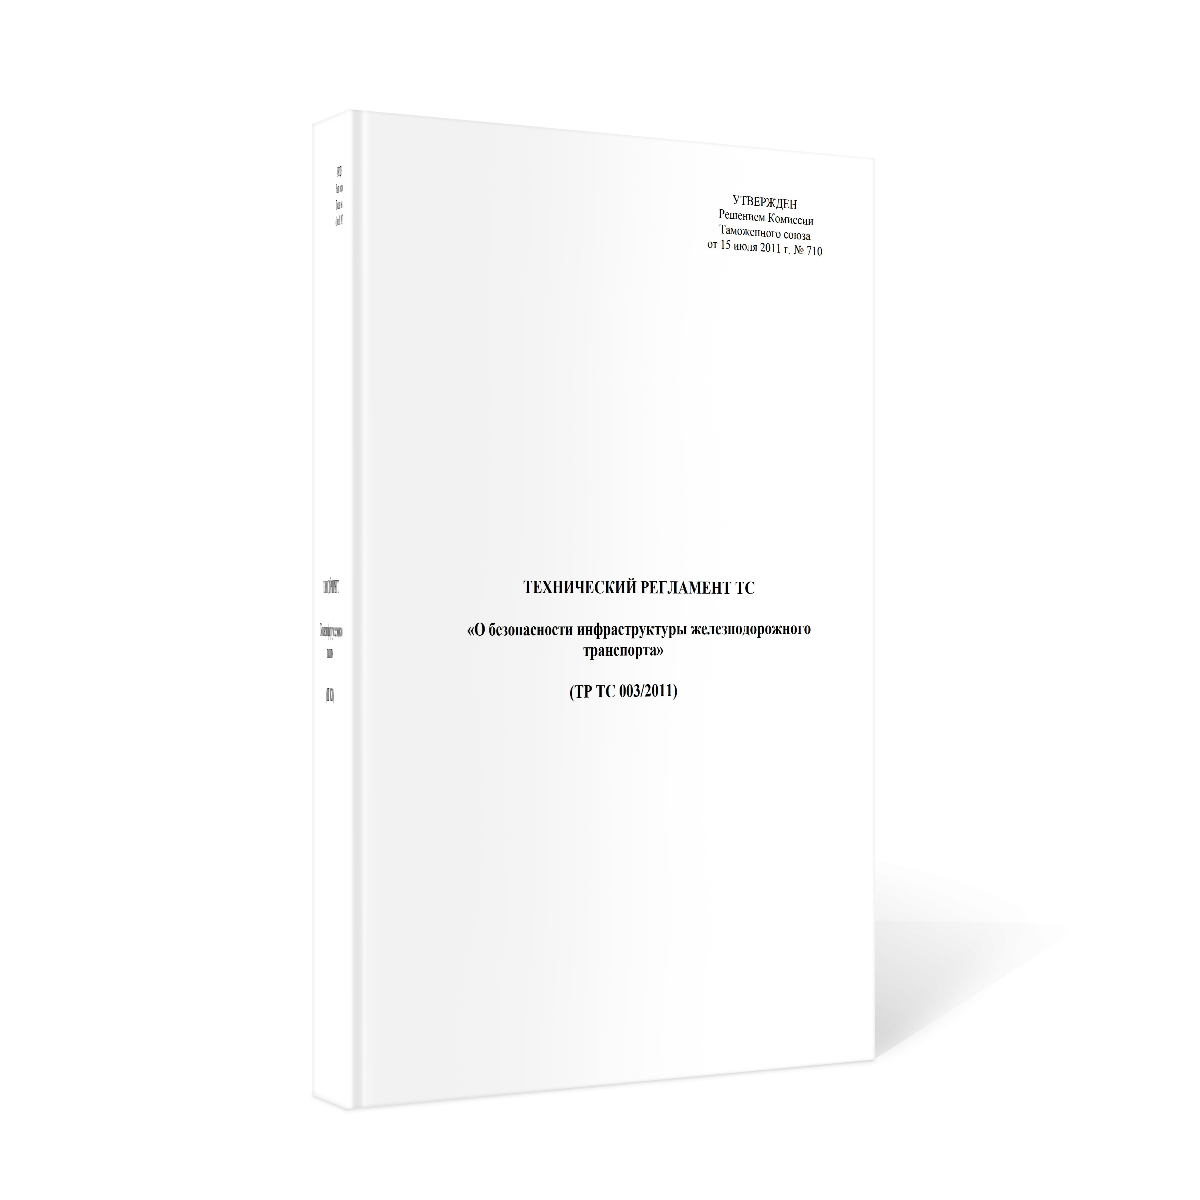 УТВЕРЖДЕН
Решением Комиссии
Таможенного союза
от 15 июля 2011 г. № 710
ТЕХНИЧЕСКИЙ РЕГЛАМЕНТ ТС
«О безопасности инфраструктуры железнодорожного
транспорта»
(ТР ТС 003/2011)